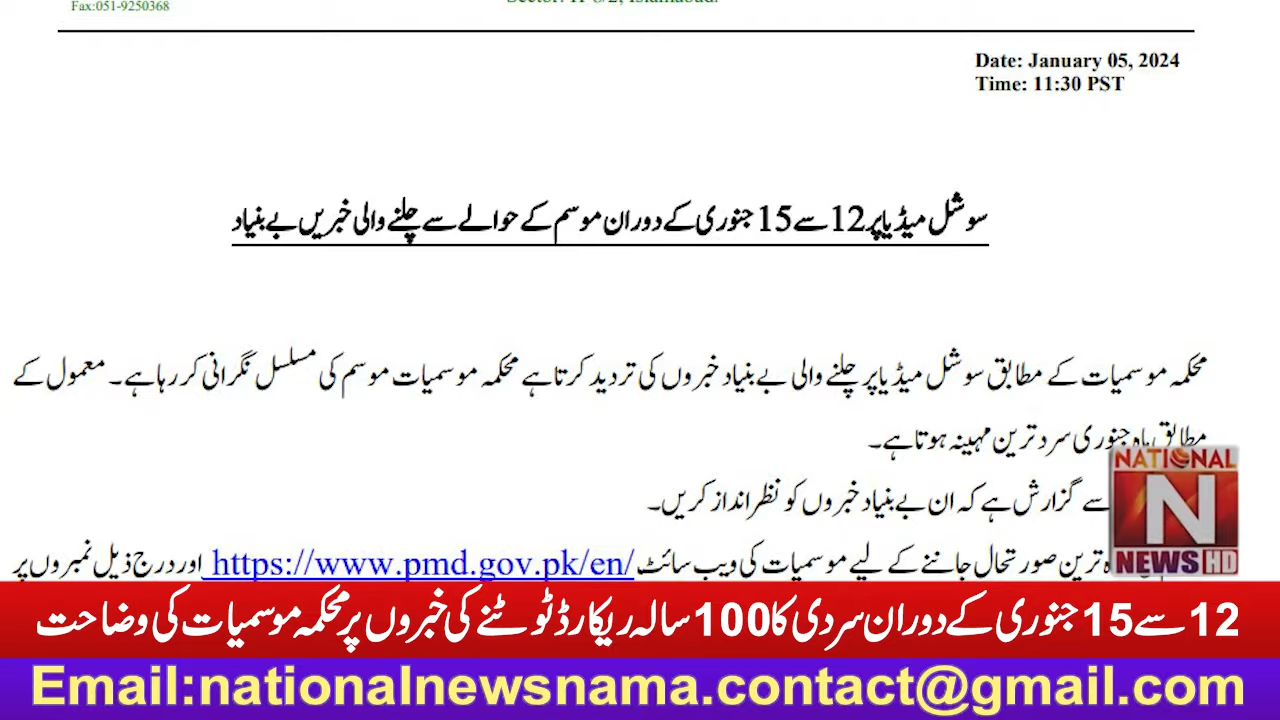 Fax:051-9250368
Date: January 05, 2024
Time: 11:30 PST
سوشل میڈیا پر 12 سے 15 جنوری کے دوران موسم کے حوالے سے چلنے والی خبریں بے بنیاد
محکمہ موسمیات کے مطابق سوشل میڈیا پر چلنے والی بے بنیاد خبروں کی تردید کرتا ہے محکمہ موسمیات موسم کی مسلسل نگرانی کر رہا ہے۔ معمول کے
مطابق ماہ جنوری سرد ترین مہینہ ہوتا ہے۔
سے گزارش ہے کہ ان بے بنیاد خبروں کو نظر انداز کریں۔
ترین صورتحال جاننے کے لیے موسمیات کی ویب سائٹ https://www.pmd.gov.pk/en/ اور درج ذیل نمبروں پر
NATIONAL
N
NEWS HD
12 سے 15 جنوری کے دوران سردی کا 100 سالہ ریکارڈ ٹوٹنے کی خبروں پر محکمہ موسمیات کی وضاحت
Email:nationalnewsnama.contact@gmail.com